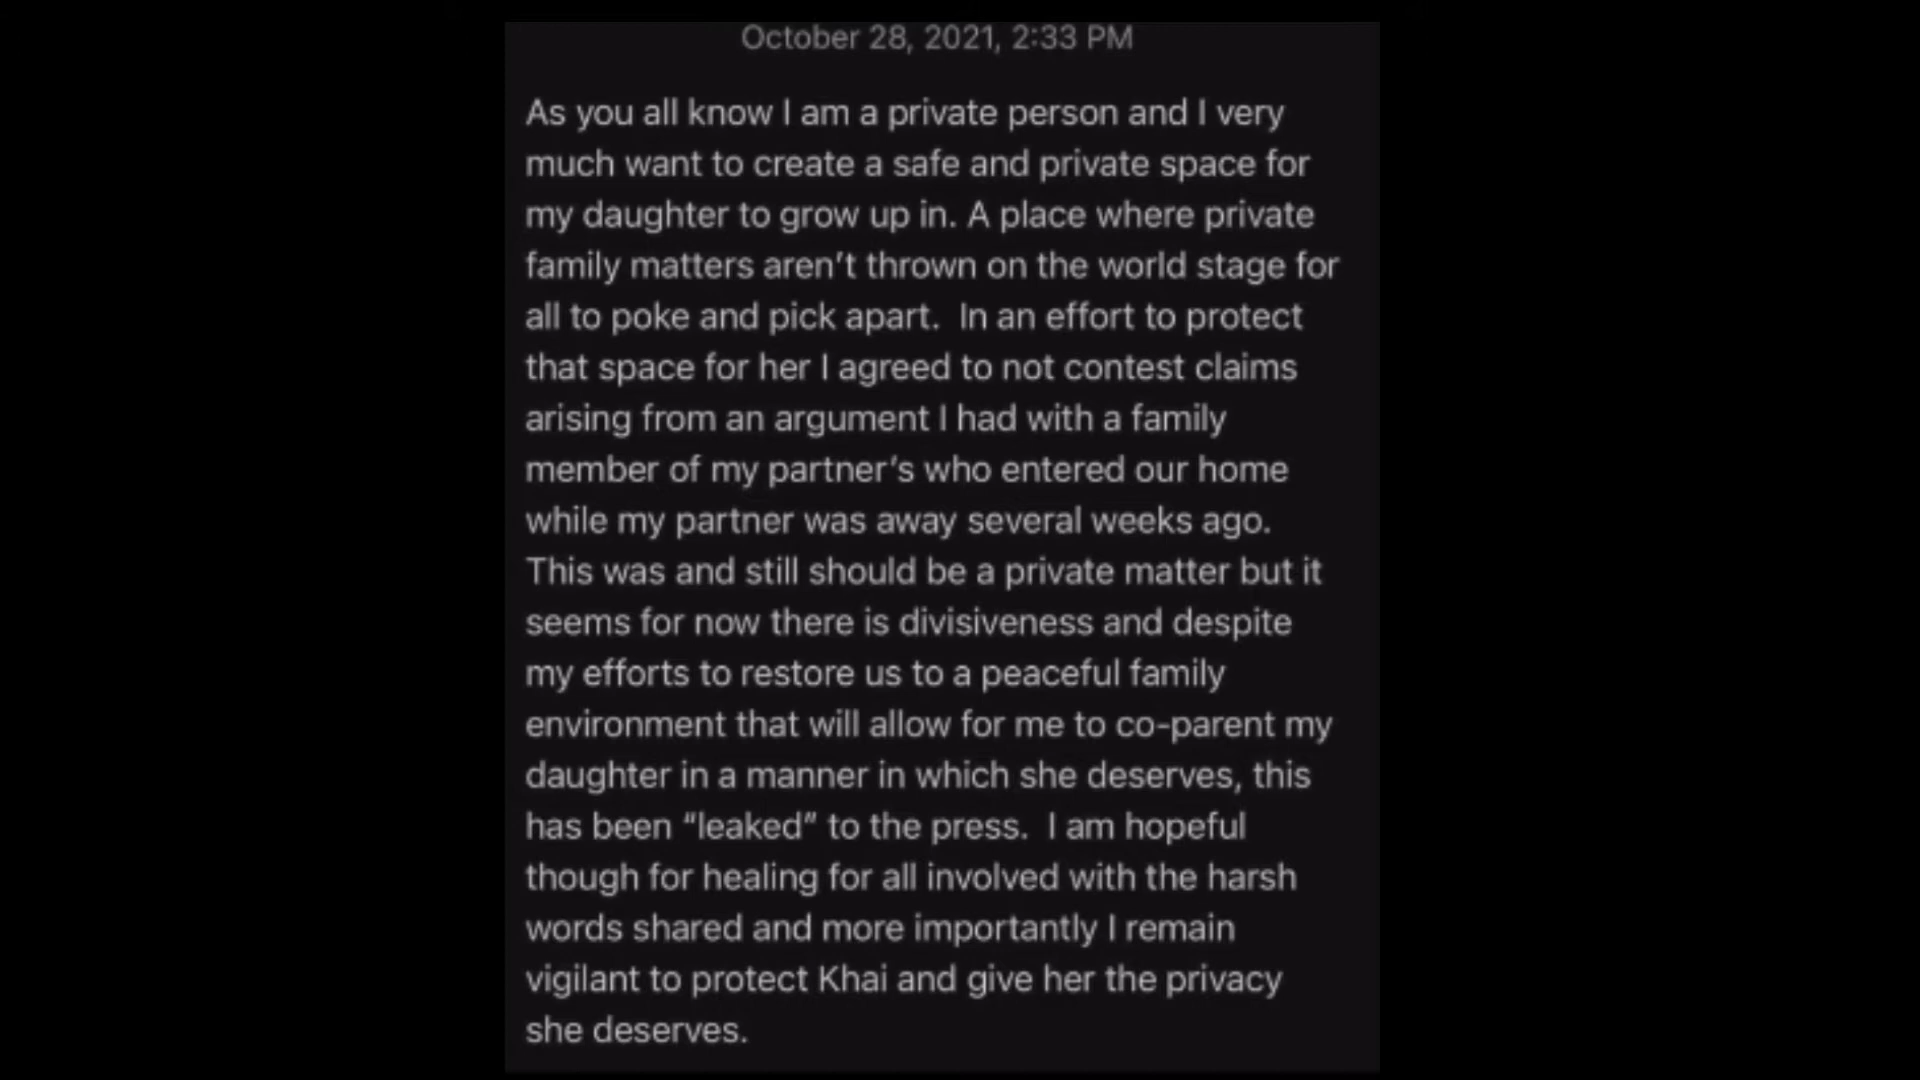 October 28, 2021, 2:33 PM
As you all know I am a private person and I very
much want to create a safe and private space for
my daughter to grow up in. A place where private
family matters aren’t thrown on the world stage for
all to poke and pick apart.  In an effort to protect
that space for her I agreed to not contest claims
arising from an argument I had with a family
member of my partner’s who entered our home
while my partner was away several weeks ago.
This was and still should be a private matter but it
seems for now there is divisiveness and despite
my efforts to restore us to a peaceful family
environment that will allow for me to co-parent my
daughter in a manner in which she deserves, this
has been “leaked” to the press.  I am hopeful
though for healing for all involved with the harsh
words shared and more importantly I remain
vigilant to protect Khai and give her the privacy
she deserves.